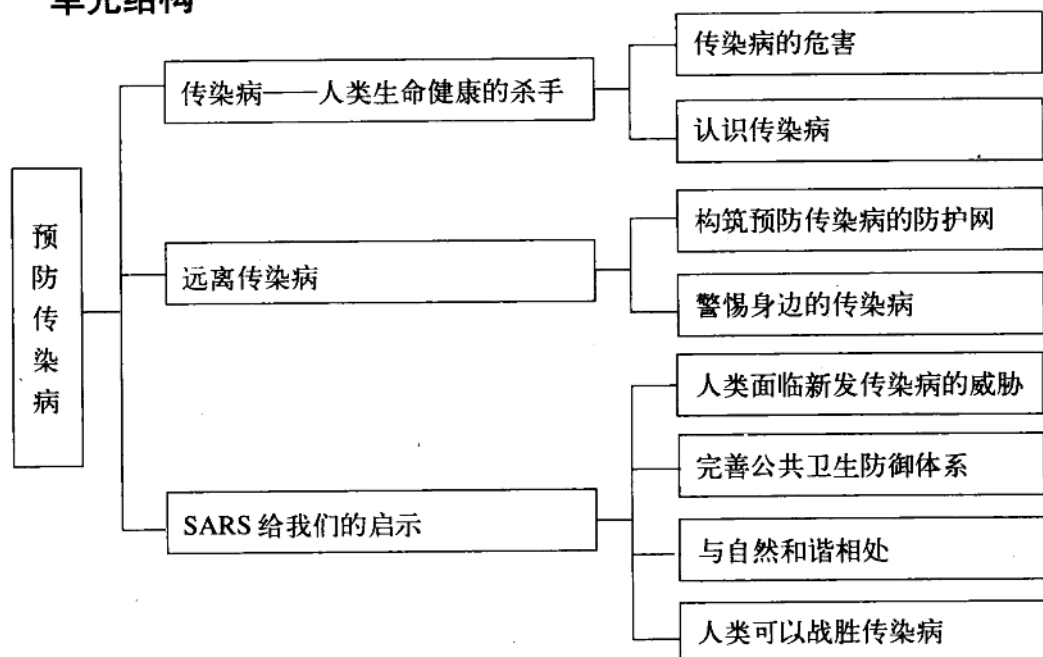 单元结构
传染病——人类生命健康的杀手
传染病的危害
认识传染病
预防传染病
远离传染病
构筑预防传染病的防护网
警惕身边的传染病
SARS 给我们的启示
人类面临新发传染病的威胁
完善公共卫生防御体系
与自然和谐相处
人类可以战胜传染病